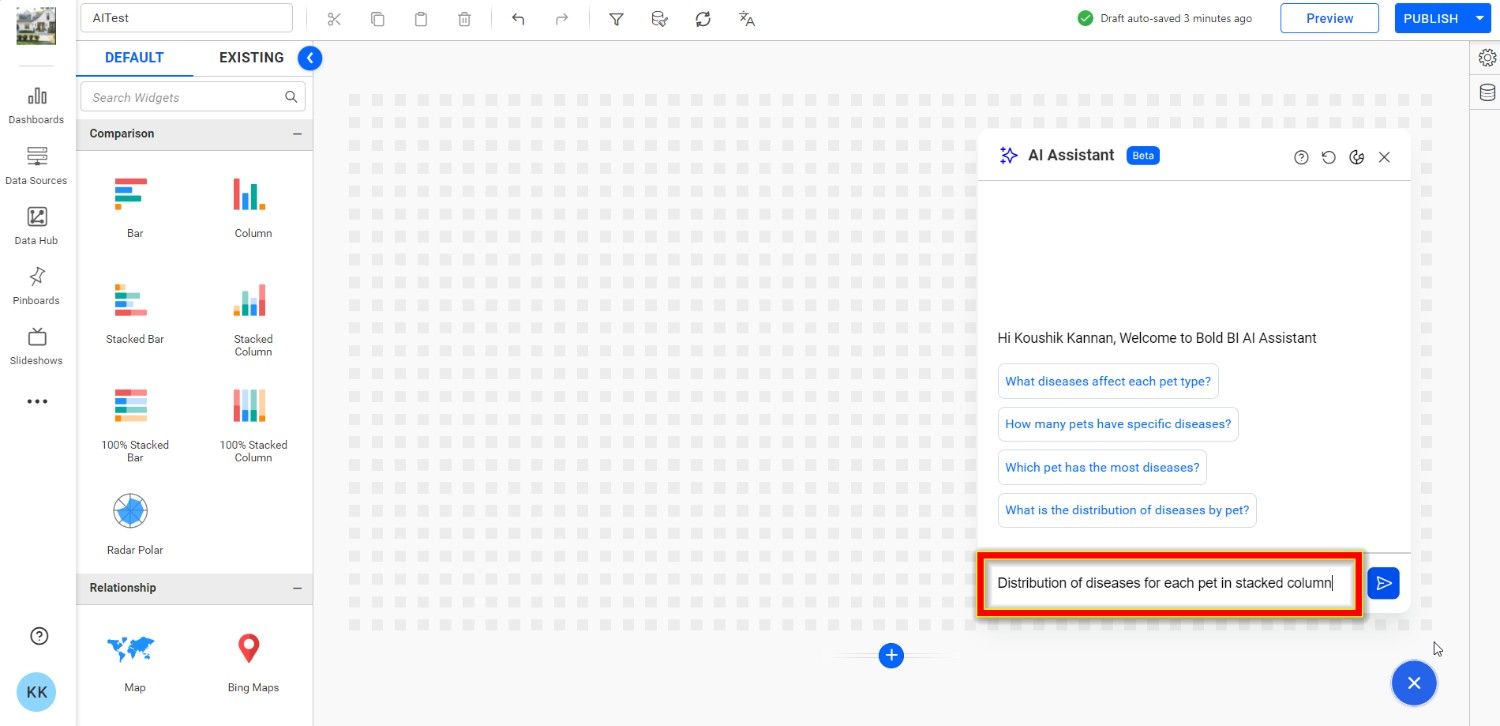 AITest
Draft auto-saved 3 minutes ago
Preview
PUBLISH
DEFAULT
EXISTING
Search Widgets
Comparison
Bar
Column
Stacked Bar
Stacked
Column
100% Stacked
Bar
100% Stacked
Column
Radar Polar
Relationship
Map
Bing Maps
Dashboards
Data Sources
Data Hub
Pinboards
Slideshows
KK
AI Assistant
Beta
Hi Koushik Kannan, Welcome to Bold BI AI Assistant
What diseases affect each pet type?
How many pets have specific diseases?
Which pet has the most diseases?
What is the distribution of diseases by pet?
Distribution of diseases for each pet in stacked column